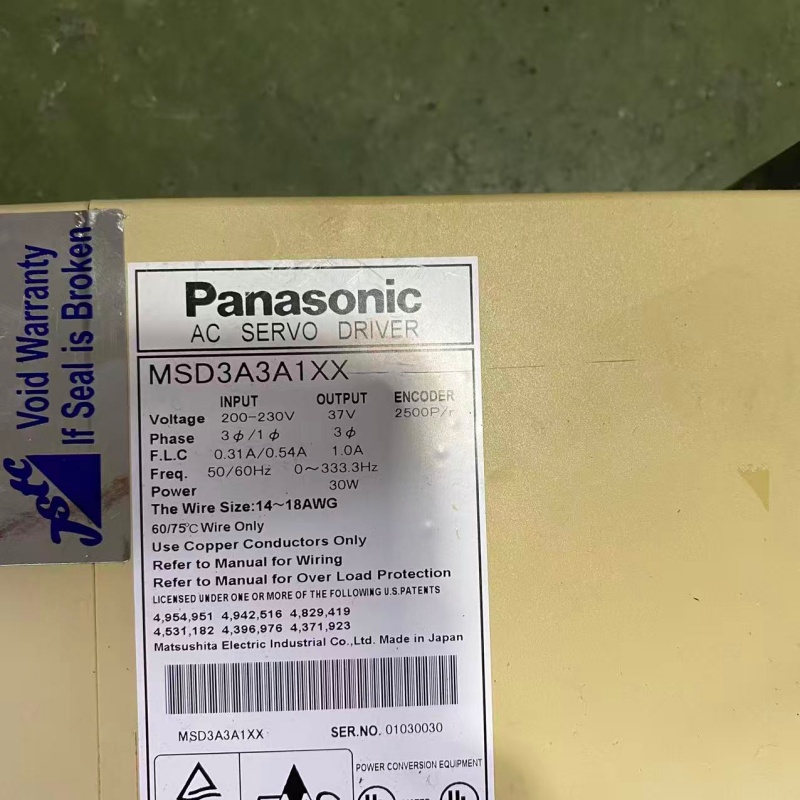 Void Warranty
If Seal is Broken
Panasonic
AC SERVO DRIVER
MSD3A3A1XX
INPUT OUTPUT ENCODER
Voltage 200-230V 37V 2500P/r
Phase 3φ/1φ 3φ
F.L.C 0.31A/0.54A 1.0A
Freq. 50/60Hz 0~333.3Hz
Power 30W
The Wire Size:14~18AWG
60/75℃ Wire Only
Use Copper Conductors Only
Refer to Manual for Wiring
Refer to Manual for Over Load Protection
LICENSED UNDER ONE OR MORE OF THE FOLLOWING U.S.PATENTS
4,954,951 4,942,516 4,829,419
4,531,182 4,396,976 4,371,923
Matsushita Electric Industrial Co.,Ltd. Made in Japan
MSD3A3A1XX SER.NO. 01030030
POWER CONVERSION EQUIPMENT